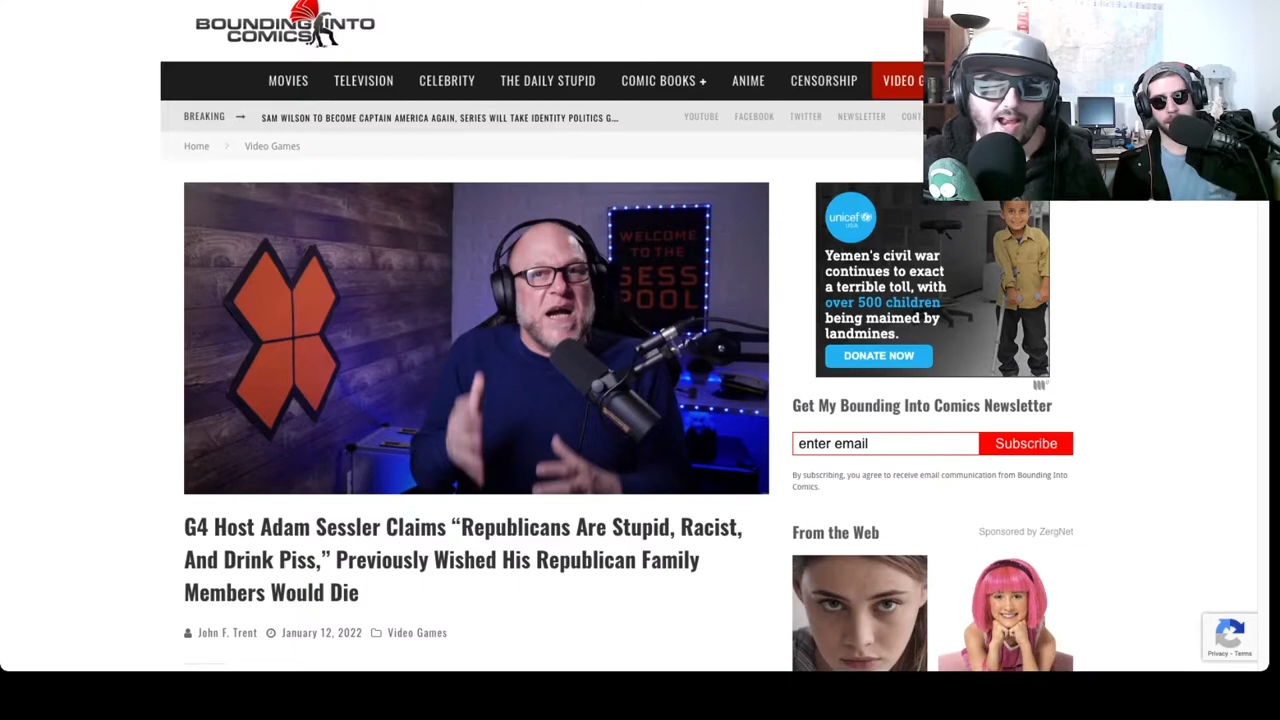 BOUNDING INTO
COMICS
MOVIES TELEVISION CELEBRITY THE DAILY STUPID COMIC BOOKS + ANIME CENSORSHIP VIDEO G
BREAKING → SAM WILSON TO BECOME CAPTAIN AMERICA AGAIN, SERIES WILL TAKE IDENTITY POLITICS G... YOUTUBE FACEBOOK TWITTER NEWSLETTER CONT
Home > Video Games
WELCOME
TO THE
SESS
POOL
unicef
USA
Yemen's civil war
continues to exact
a terrible toll, with
over 500 children
being maimed by
landmines.
DONATE NOW
Get My Bounding Into Comics Newsletter
enter email Subscribe
By subscribing, you agree to receive email communication from Bounding Into
Comics.
G4 Host Adam Sessler Claims “Republicans Are Stupid, Racist,
And Drink Piss,” Previously Wished His Republican Family
Members Would Die
John F. Trent January 12, 2022 Video Games
From the Web Sponsored by ZergNet
Privacy - Terms